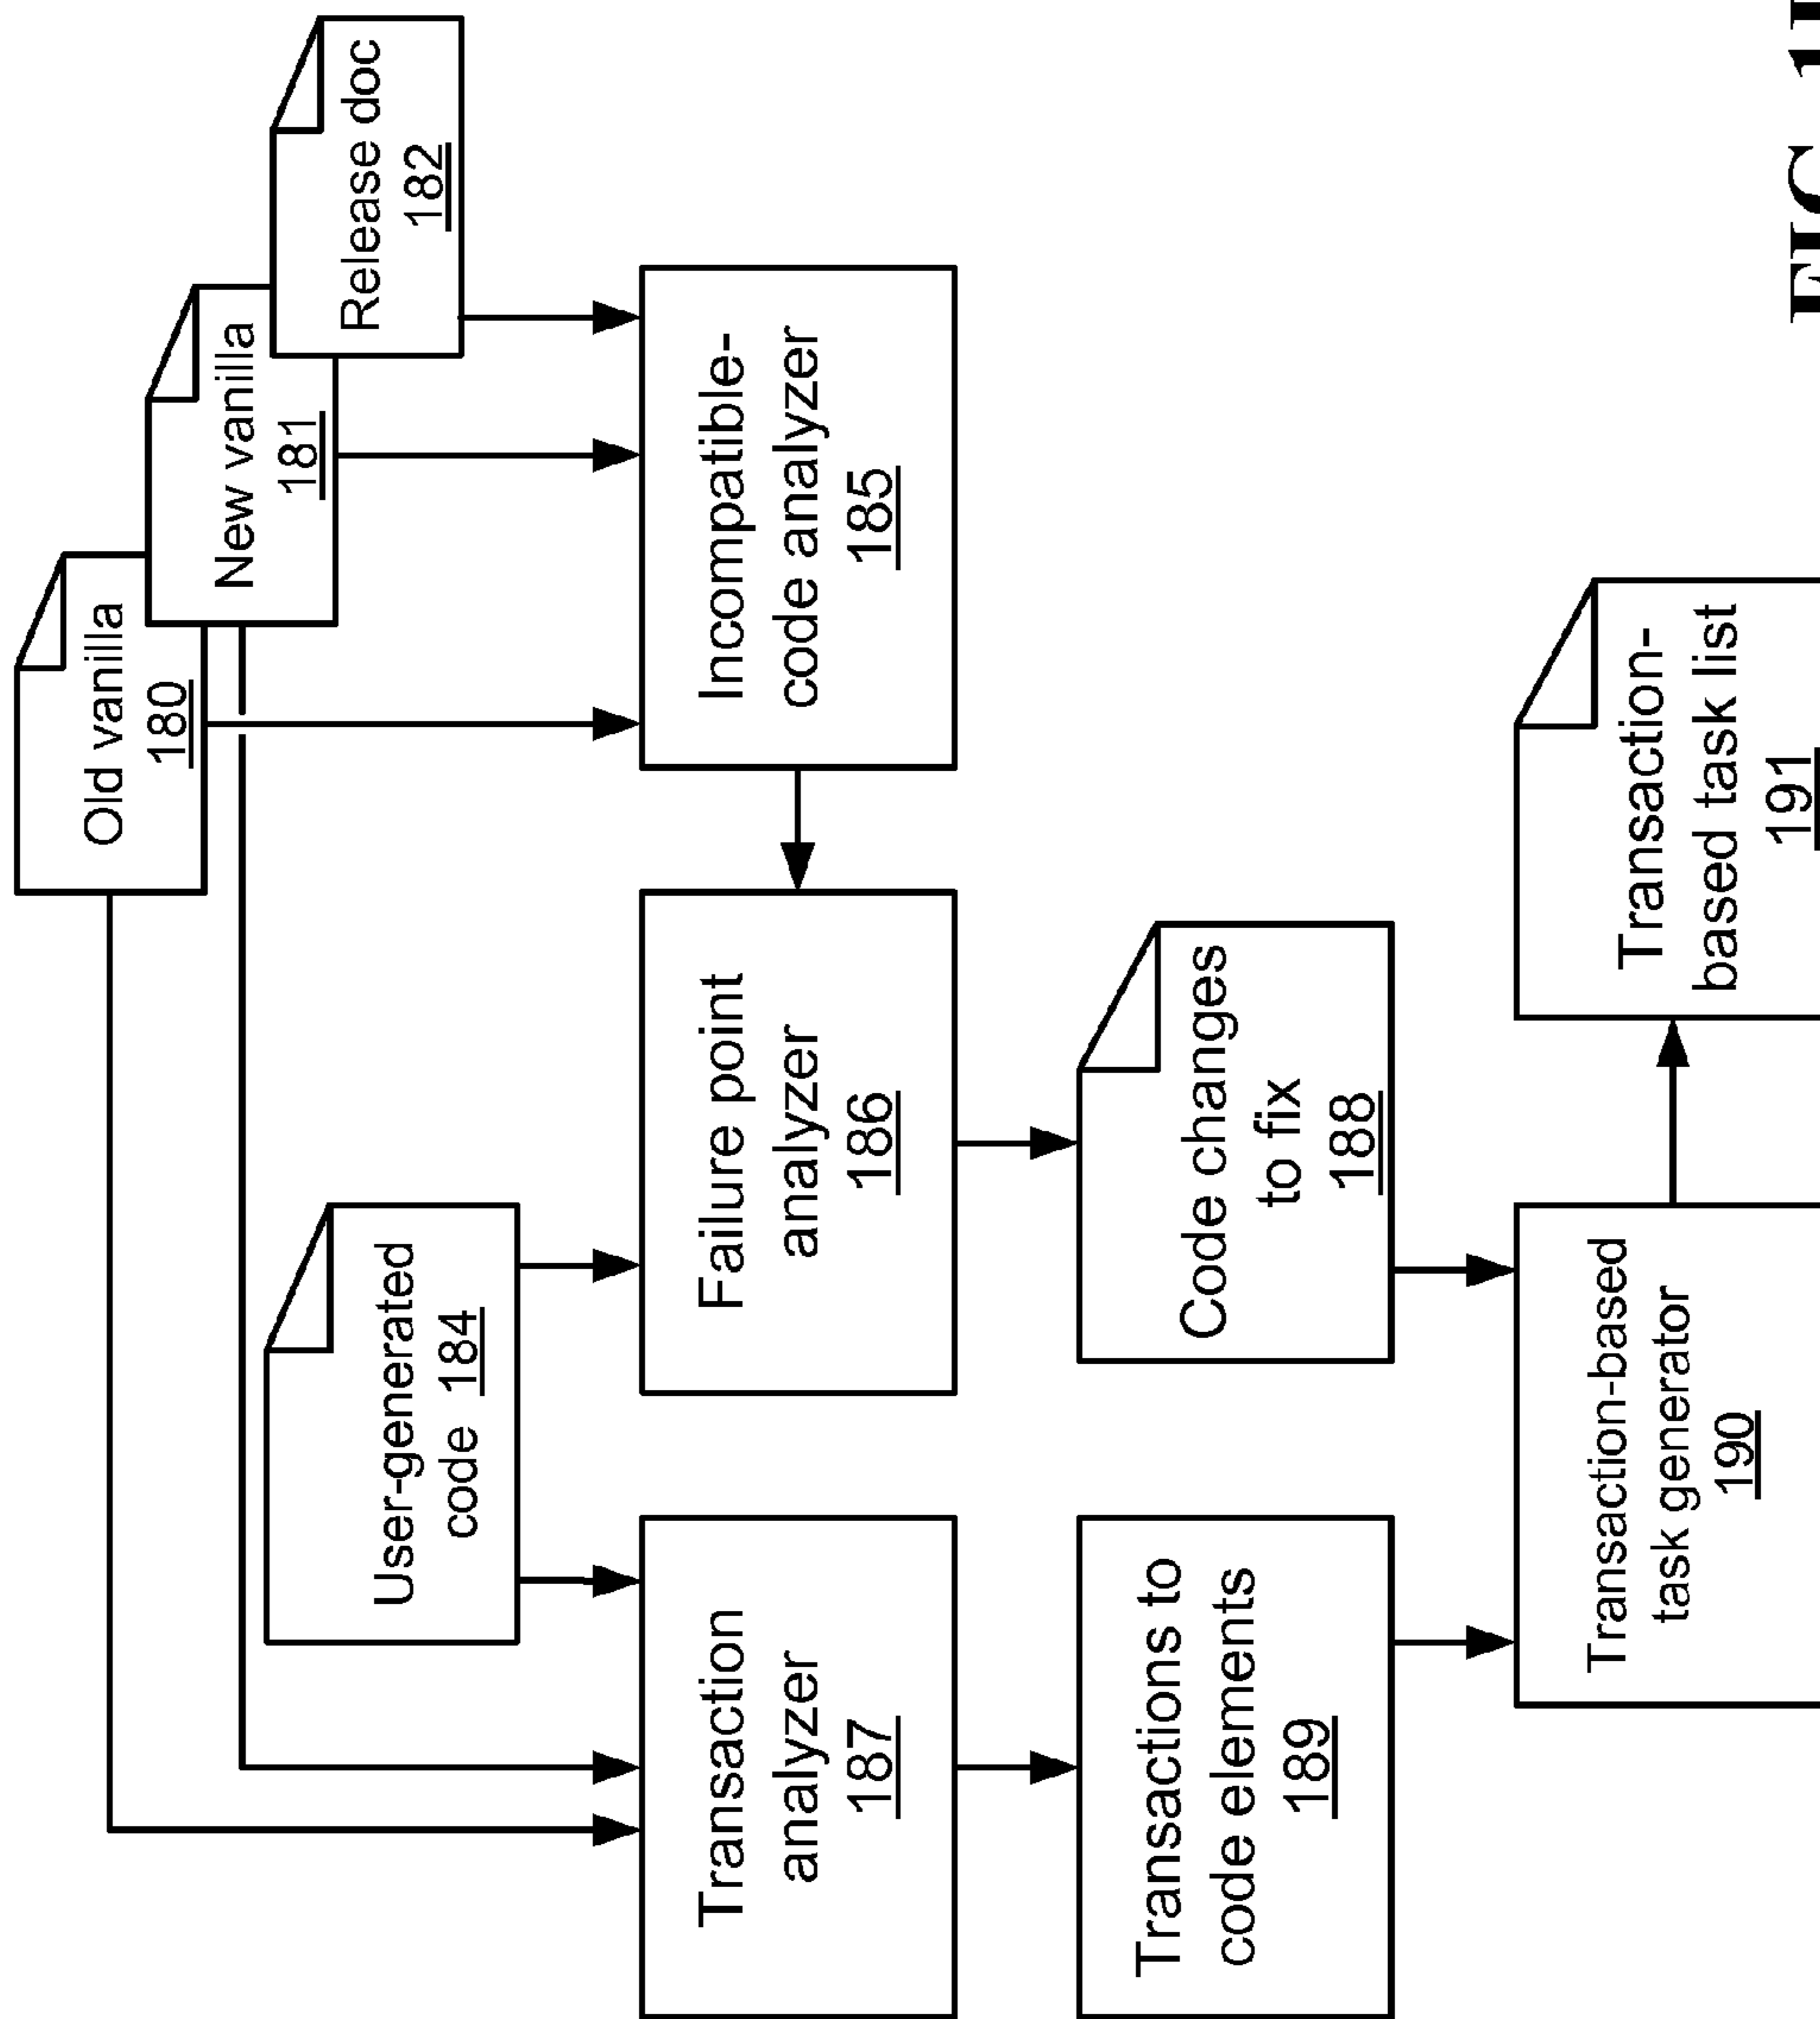 Old vanilla
180
New vanilla
181
Release doc
182
User-generated
code 184
Transaction
analyzer
187
Failure point
analyzer
186
Incompatible-
code analyzer
185
Transactions to
code elements
189
Code changes
to fix
188
Transaction-based
task generator
190
Transaction-
based task list
191